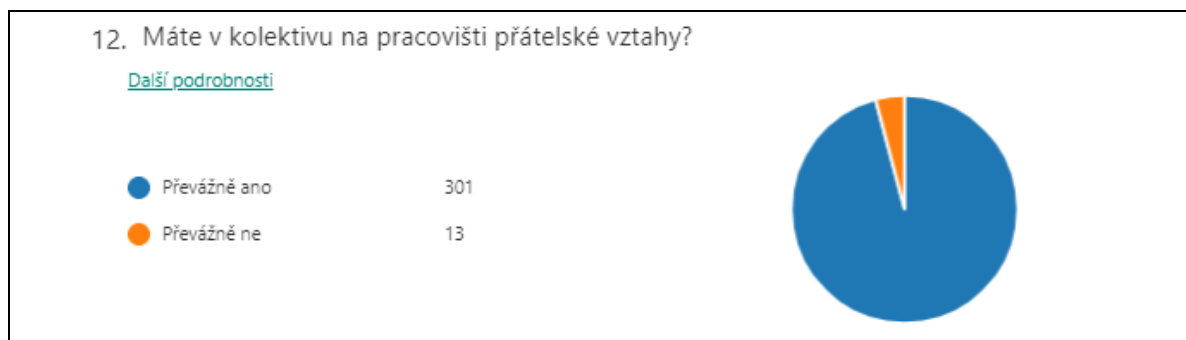 12. Máte v kolektivu na pracovišti přátelské vztahy?
Další podrobnosti
Převážně ano 301
Převážně ne 13